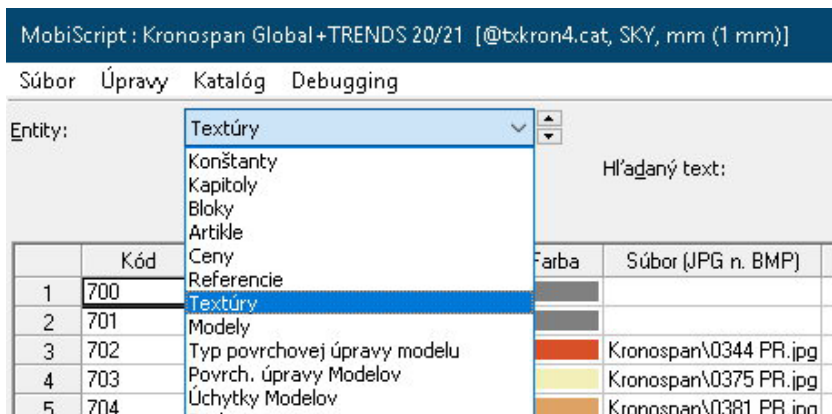 MobiScript : Kronospan Global+TRENDS 20/21 [@txkron4.cat, SKY, mm (1 mm)]
Súbor Úpravy Katalóg Debugging
Entity: Textúry
Konštanty
Hľadaný text:
Kapitoly
Bloky
Artikle
Kód Ceny Farba Súbor (JPG n. BMP)
Referencie
1 700
Textúry
2 701
Modely
3 702 Typ povrchovej úpravy modelu Kronospan\0344 PR.jpg
4 703 Povrch. úpravy Modelov Kronospan\0375 PR.jpg
Úchytky Modelov
5 704 Kronospan\0381 PR.jpg